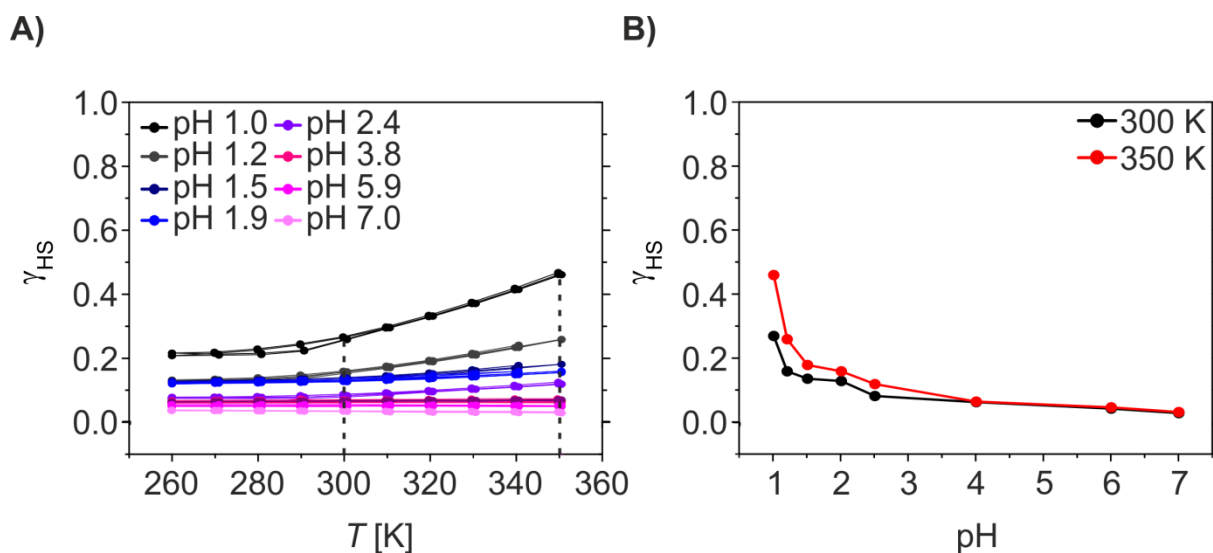 A)
B)
1.0
0.8
0.6
0.4
0.2
0.0
γHS
pH 1.0
pH 2.4
pH 1.2
pH 3.8
pH 1.5
pH 5.9
pH 1.9
pH 7.0
260 280 300 320 340 360
T [K]
1.0
0.8
0.6
0.4
0.2
0.0
γHS
300 K
350 K
1 2 3 4 5 6 7
pH